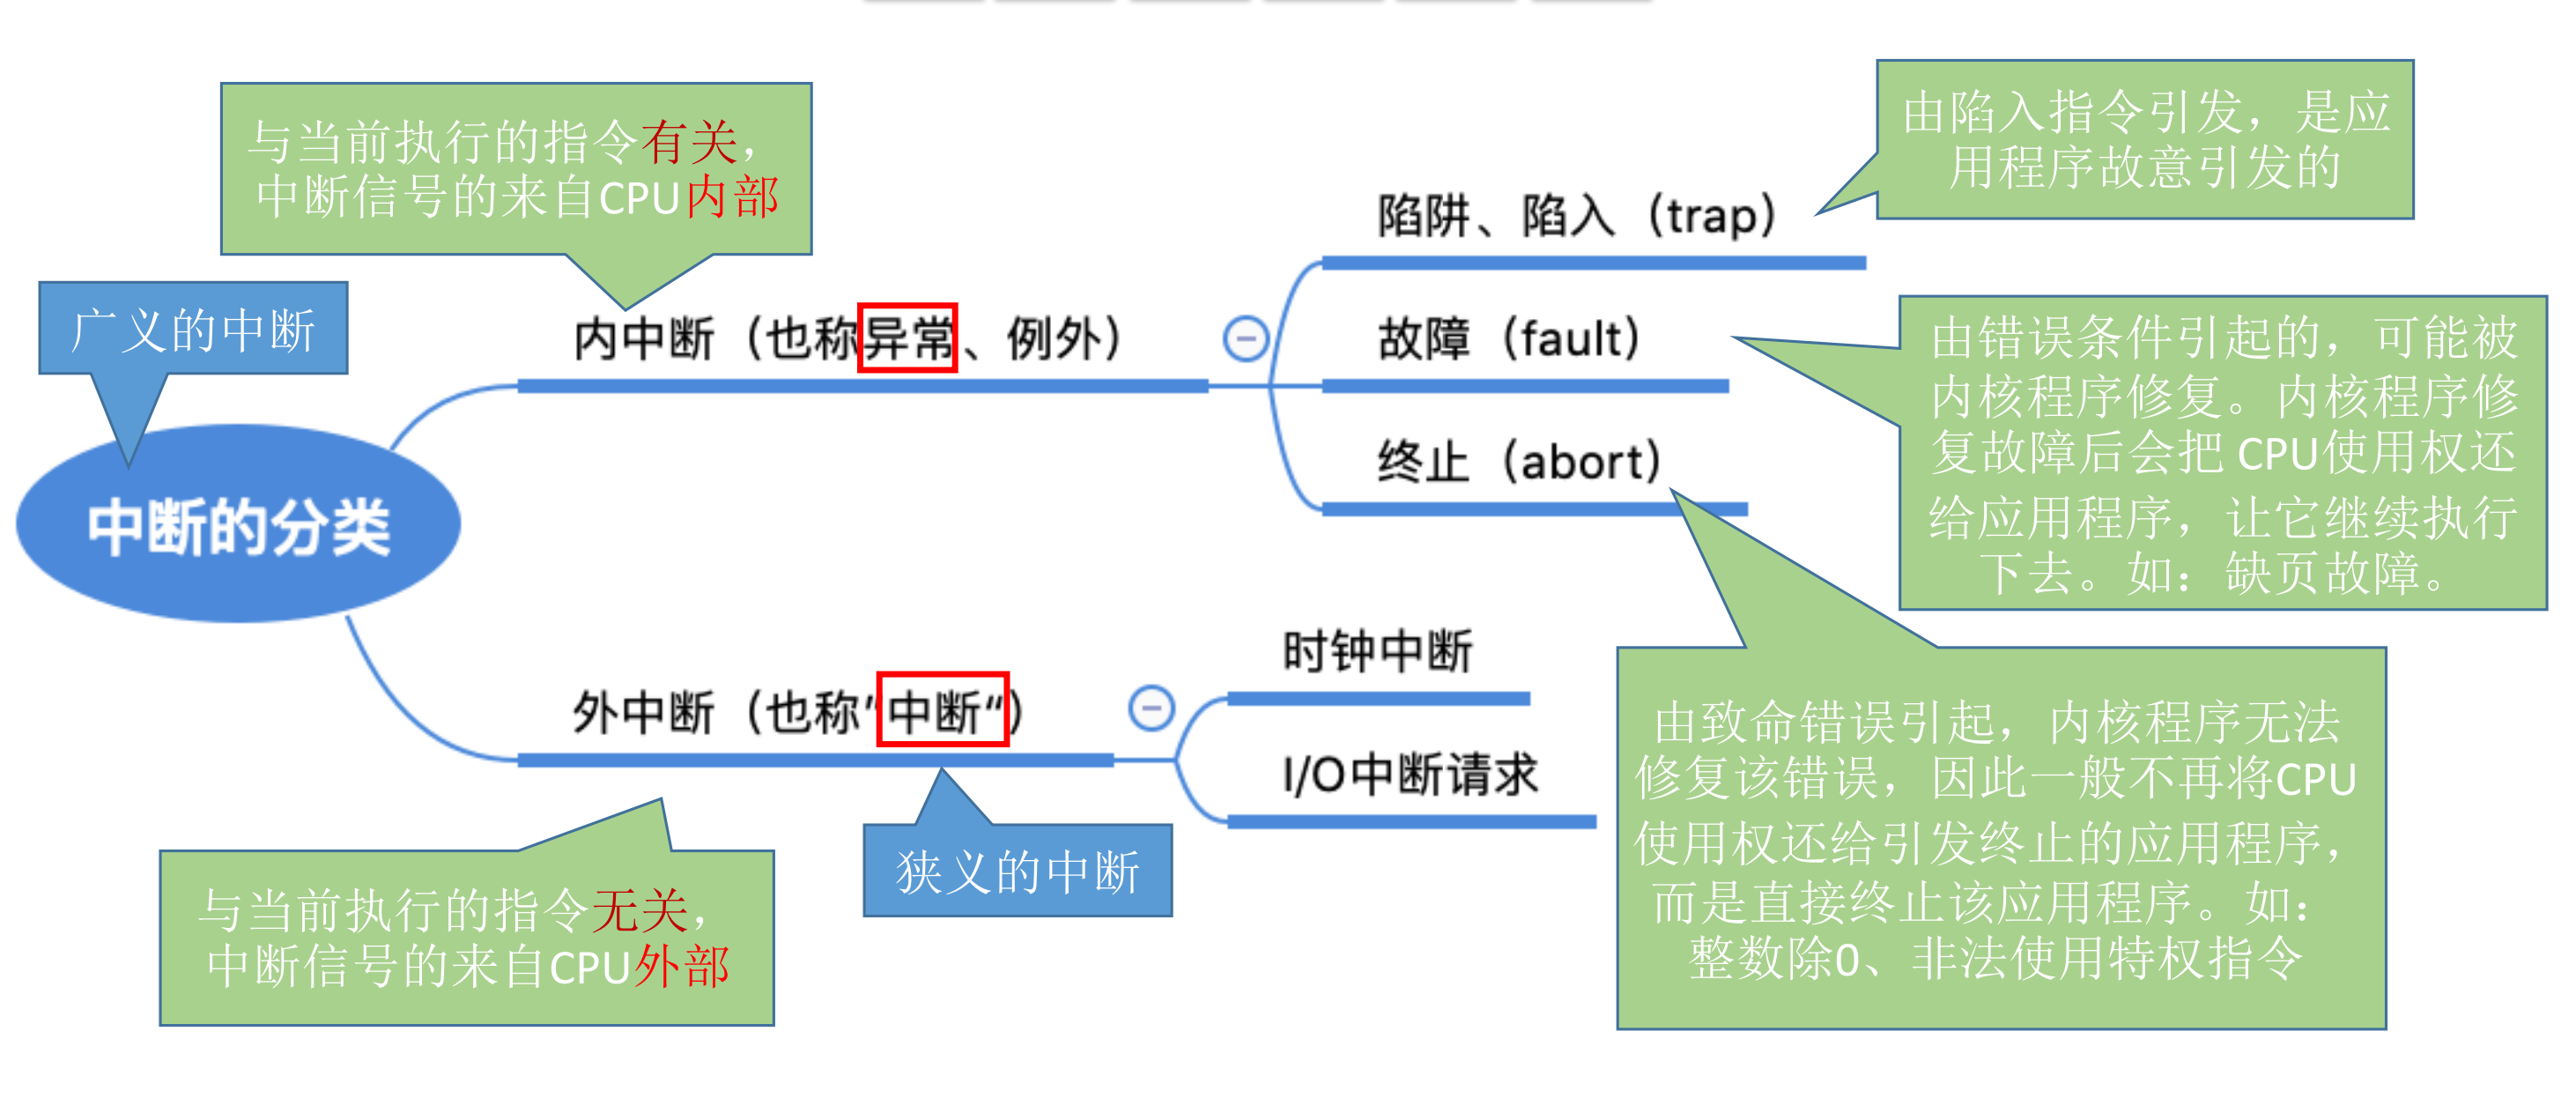 与当前执行的指令有关，
中断信号的来自CPU内部
由陷入指令引发，是应
用程序故意引发的
陷阱、陷入（trap）
广义的中断
内中断（也称异常、例外）
故障（fault）
由错误条件引起的，可能被
内核程序修复。内核程序修
复故障后会把 CPU使用权还
给应用程序，让它继续执行
下去。如：缺页故障。
终止（abort）
中断的分类
由致命错误引起，内核程序无法
修复该错误，因此一般不再将CPU
使用权还给引发终止的应用程序，
而是直接终止该应用程序。如：
整数除0、非法使用特权指令
外中断（也称”中断“）
时钟中断
I/O中断请求
狭义的中断
与当前执行的指令无关，
中断信号的来自CPU外部